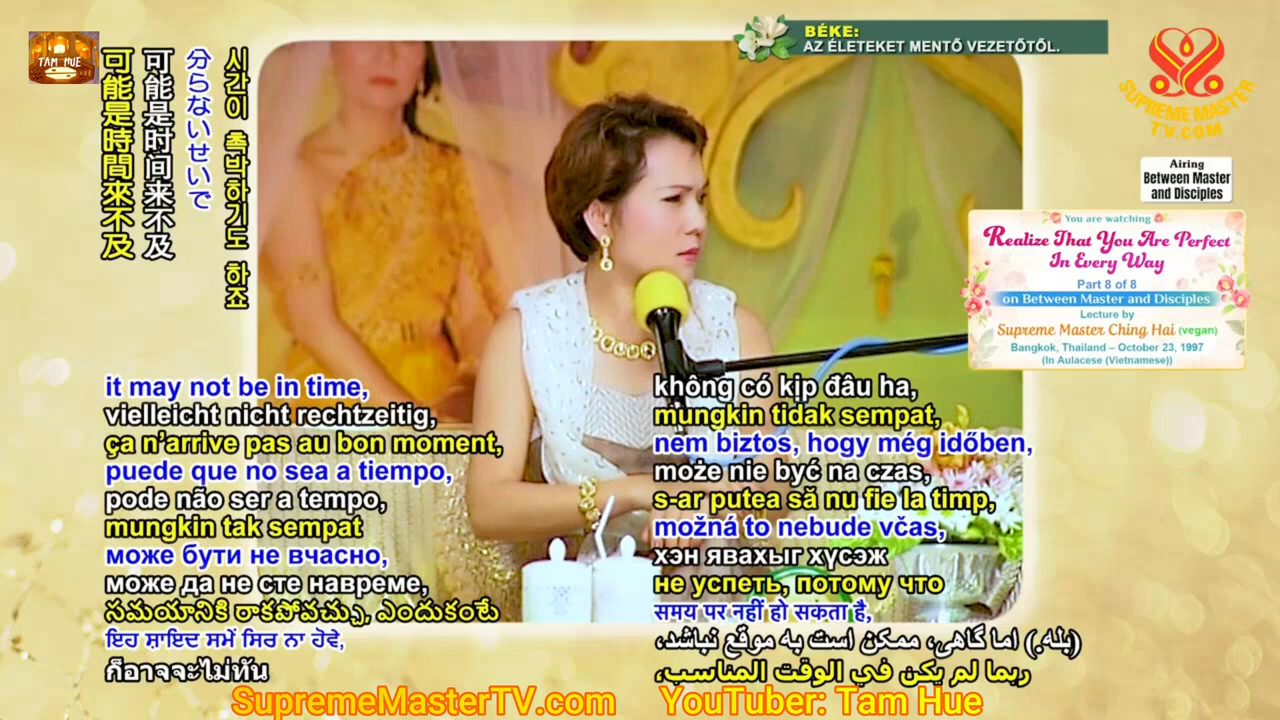 TAM HUE
BÉKE:
AZ ÉLETEKET MENTŐ VEZETŐTŐL.
SUPREME MASTER
TV.COM
Airing
Between Master
and Disciples
You are watching
Realize That You Are Perfect
In Every Way
Part 8 of 8
on Between Master and Disciples
Lecture by
Supreme Master Ching Hai (vegan)
Bangkok, Thailand – October 23, 1997
(In Aulacese (Vietnamese))
시간이 촉박하기도 하죠
分らないせいで
可能是时间来不及
可能是時間來不及
it may not be in time,
vielleicht nicht rechtzeitig,
ça n’arrive pas au bon moment,
puede que no sea a tiempo,
pode não ser a tempo,
mungkin tak sempat
може бути не вчасно,
може да не сте навреме,
సమయానికి రాకపోవచ్చు, ఎందుకంటే
ਇਹ ਸ਼ਾਇਦ ਸਮੇਂ ਸਿਰ ਨਾ ਹੋਵੇ,
ก็อาจจะไม่ทัน
không có kịp đâu ha,
mungkin tidak sempat,
nem biztos, hogy még időben,
może nie być na czas,
s-ar putea să nu fie la timp,
možná to nebude včas,
хэн явахыг хүсэж
не успеть, потому что
समय पर नहीं हो सकता है,
(بله.) اما گاهی، ممکن است به موقع نباشد،
ربما لم يكن في الوقت المناسب،
SupremeMasterTV.com
YouTuber: Tam Hue